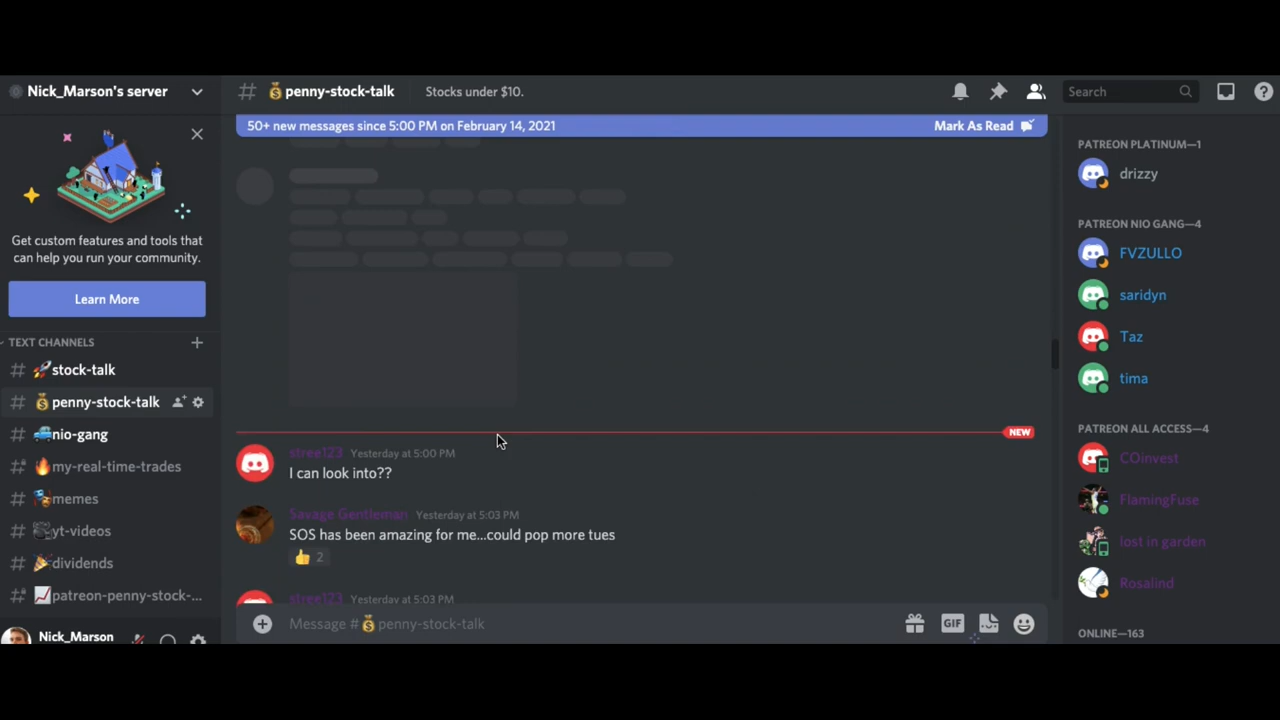 Nick_Marson's server
penny-stock-talk
Stocks under $10.
Search
50+ new messages since 5:00 PM on February 14, 2021
Mark As Read
Get custom features and tools that
can help you run your community.
Learn More
TEXT CHANNELS
stock-talk
penny-stock-talk
nio-gang
my-real-time-trades
memes
yt-videos
dividends
patreon-penny-stock-...
Nick_Marson
NEW
stree123 Yesterday at 5:00 PM
I can look into??
Savage Gentleman Yesterday at 5:03 PM
SOS has been amazing for me...could pop more tues
2
stree123 Yesterday at 5:03 PM
Message # penny-stock-talk
GIF
PATREON PLATINUM—1
drizzy
PATREON NIO GANG—4
FVZULLO
saridyn
Taz
tima
PATREON ALL ACCESS—4
COinvest
FlamingFuse
lost in garden
Rosalind
ONLINE—163